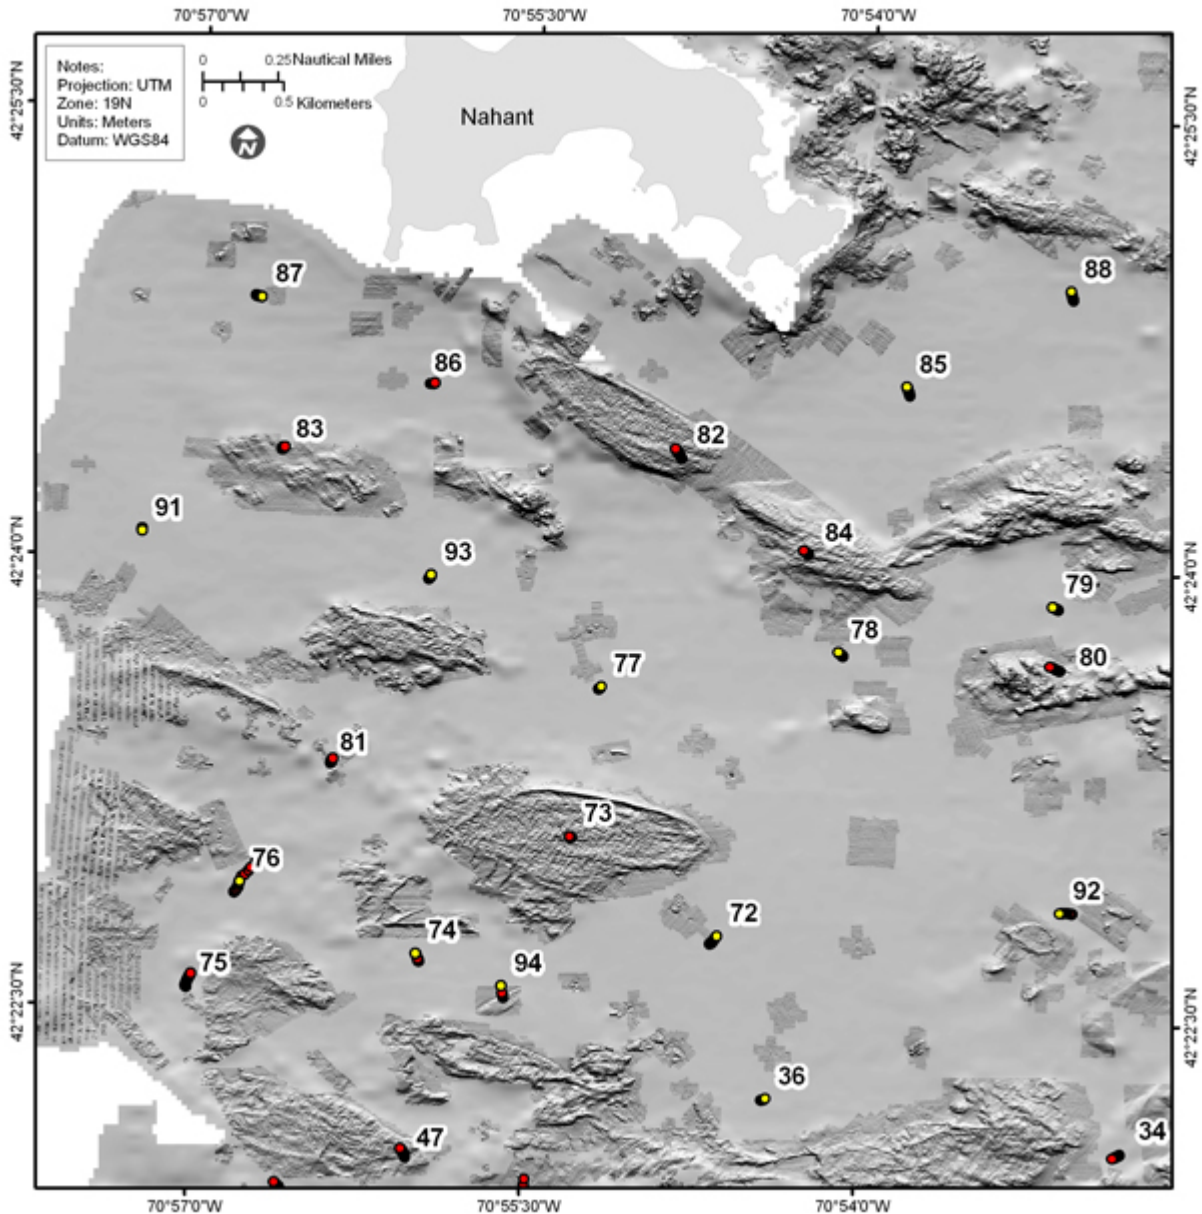 70°57'0"W 70°55'30"W 70°54'0"W
Notes:
Projection: UTM
Zone: 19N
Units: Meters
Datum: WGS84
0 0.25 Nautical Miles
0 0.5 Kilometers
N
Nahant
42°25'30"N
42°25'30"N
87
88
86
85
83
82
91
84
93
42°24'0"N
42°24'0"N
79
78
80
77
81
73
76
92
72
74
94
75
42°22'30"N
42°22'30"N
36
47
34
70°57'0"W 70°55'30"W 70°54'0"W